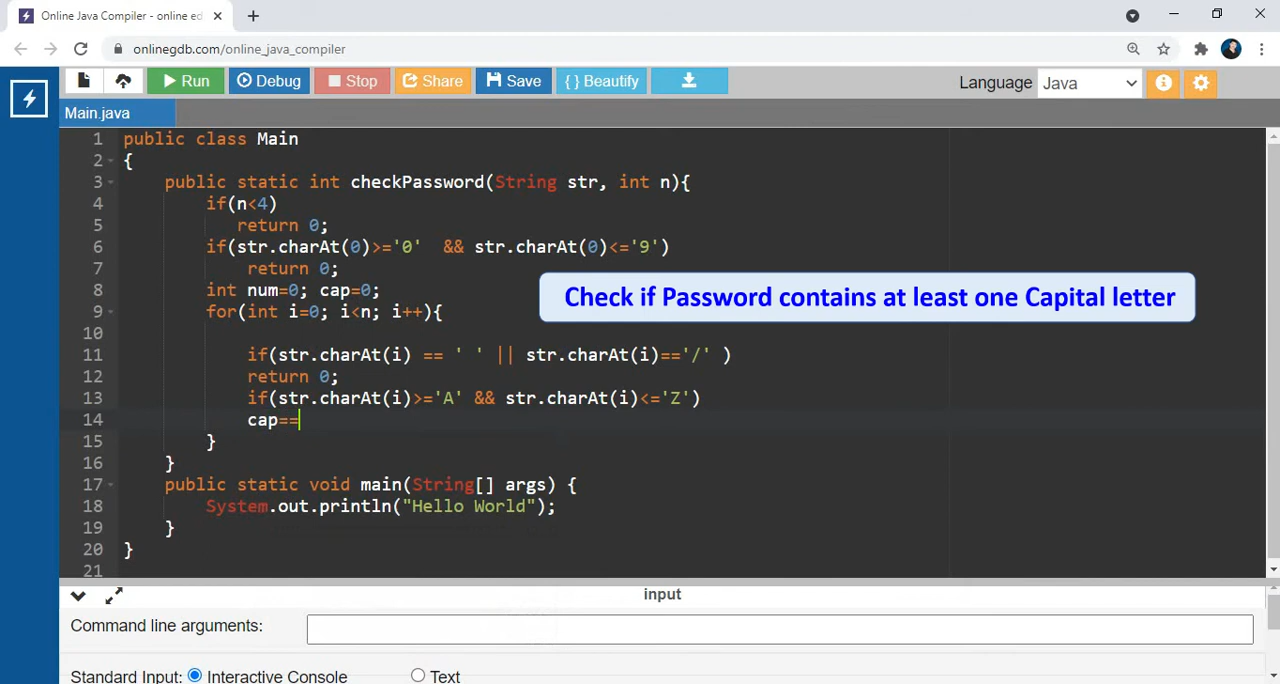 Online Java Compiler - online ed
onlinegdb.com/online_java_compiler
Run Debug Stop Share Save { } Beautify Language Java
Main.java
1 public class Main
2 {
3 public static int checkPassword(String str, int n){
4 if(n<4)
5 return 0;
6 if(str.charAt(0)>='0' && str.charAt(0)<='9')
7 return 0;
8 int num=0; cap=0;
Check if Password contains at least one Capital letter
9 for(int i=0; i<n; i++){
10
11 if(str.charAt(i) == ' ' || str.charAt(i)=='/' )
12 return 0;
13 if(str.charAt(i)>='A' && str.charAt(i)<='Z')
14 cap==
15 }
16 }
17 public static void main(String[] args) {
18 System.out.println("Hello World");
19 }
20 }
21
input
Command line arguments:
Standard Input: Interactive Console Text